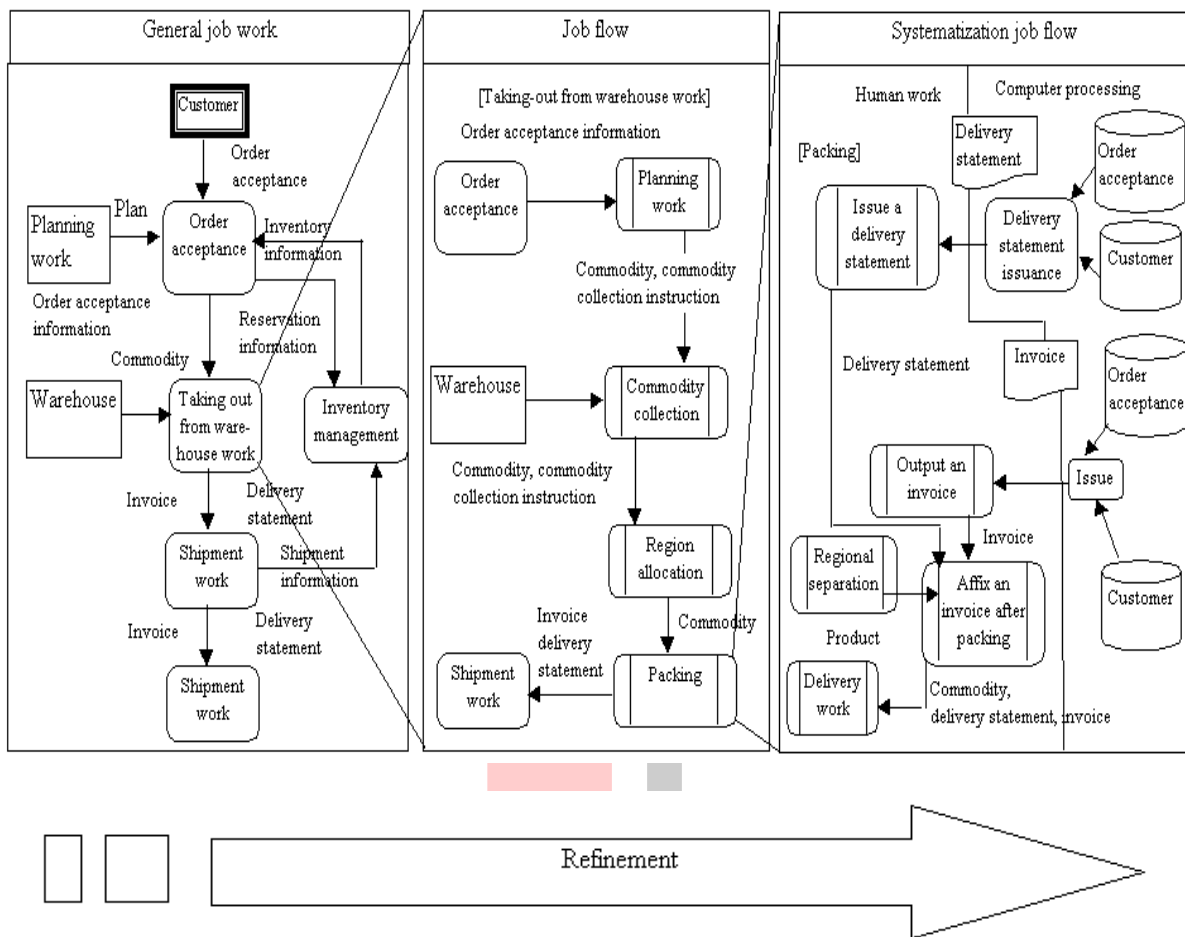 General job work
Customer
Order
acceptance
Plan
Planning
work
Order
acceptance
Inventory
information
Order acceptance
information
Reservation
information
Commodity
Warehouse
Taking out
from ware-
house work
Inventory
management
Invoice
Delivery
statement
Shipment
work
Shipment
information
Invoice
Delivery
statement
Shipment
work
Job flow
[Taking-out from warehouse work]
Order acceptance information
Order
acceptance
Planning
work
Commodity, commodity
collection instruction
Warehouse
Commodity
collection
Commodity, commodity
collection instruction
Region
allocation
Invoice
delivery
statement
Commodity
Shipment
work
Packing
Systematization job flow
Human work
Computer processing
[Packing]
Delivery
statement
Order
acceptance
Issue a
delivery
statement
Delivery
statement
issuance
Customer
Delivery statement
Invoice
Order
acceptance
Output an
invoice
Issue
Invoice
Regional
separation
Affix an
invoice after
packing
Customer
Product
Delivery
work
Commodity,
delivery statement, invoice
Refinement